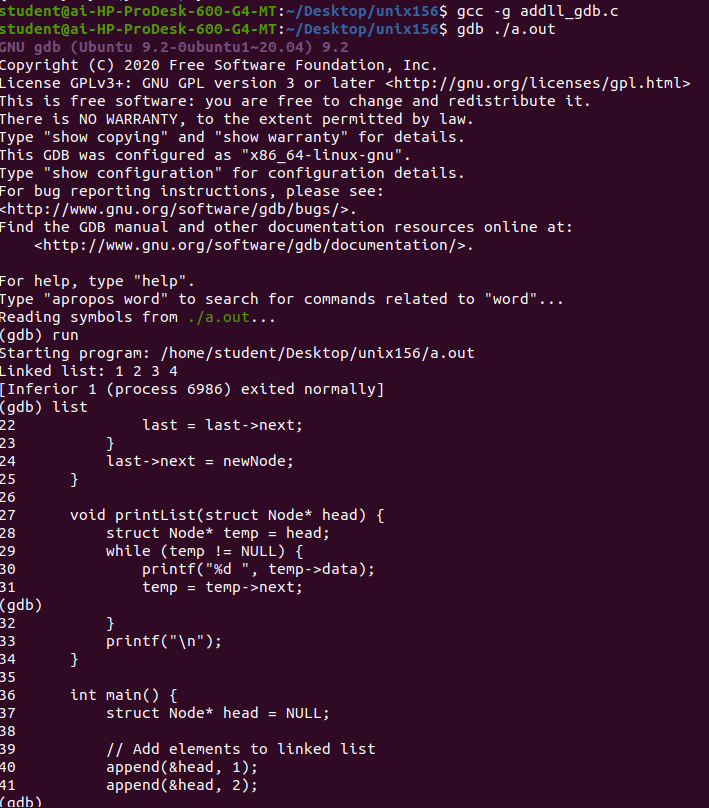 student@ai-HP-ProDesk-600-G4-MT:~/Desktop/unix156$ gcc -g addll_gdb.c
student@ai-HP-ProDesk-600-G4-MT:~/Desktop/unix156$ gdb ./a.out
GNU gdb (Ubuntu 9.2-0ubuntu1~20.04) 9.2
Copyright (C) 2020 Free Software Foundation, Inc.
License GPLv3+: GNU GPL version 3 or later <http://gnu.org/licenses/gpl.html>
This is free software: you are free to change and redistribute it.
There is NO WARRANTY, to the extent permitted by law.
Type "show copying" and "show warranty" for details.
This GDB was configured as "x86_64-linux-gnu".
Type "show configuration" for configuration details.
For bug reporting instructions, please see:
<http://www.gnu.org/software/gdb/bugs/>.
Find the GDB manual and other documentation resources online at:
    <http://www.gnu.org/software/gdb/documentation/>.

For help, type "help".
Type "apropos word" to search for commands related to "word"...
Reading symbols from ./a.out...
(gdb) run
Starting program: /home/student/Desktop/unix156/a.out
Linked list: 1 2 3 4
[Inferior 1 (process 6986) exited normally]
(gdb) list
22              last = last->next;
23          }
24          last->next = newNode;
25      }
26
27      void printList(struct Node* head) {
28          struct Node* temp = head;
29          while (temp != NULL) {
30              printf("%d ", temp->data);
31              temp = temp->next;
(gdb)
32          }
33          printf("\n");
34      }
35
36      int main() {
37          struct Node* head = NULL;
38
39          // Add elements to linked list
40          append(&head, 1);
41          append(&head, 2);
(gdb)